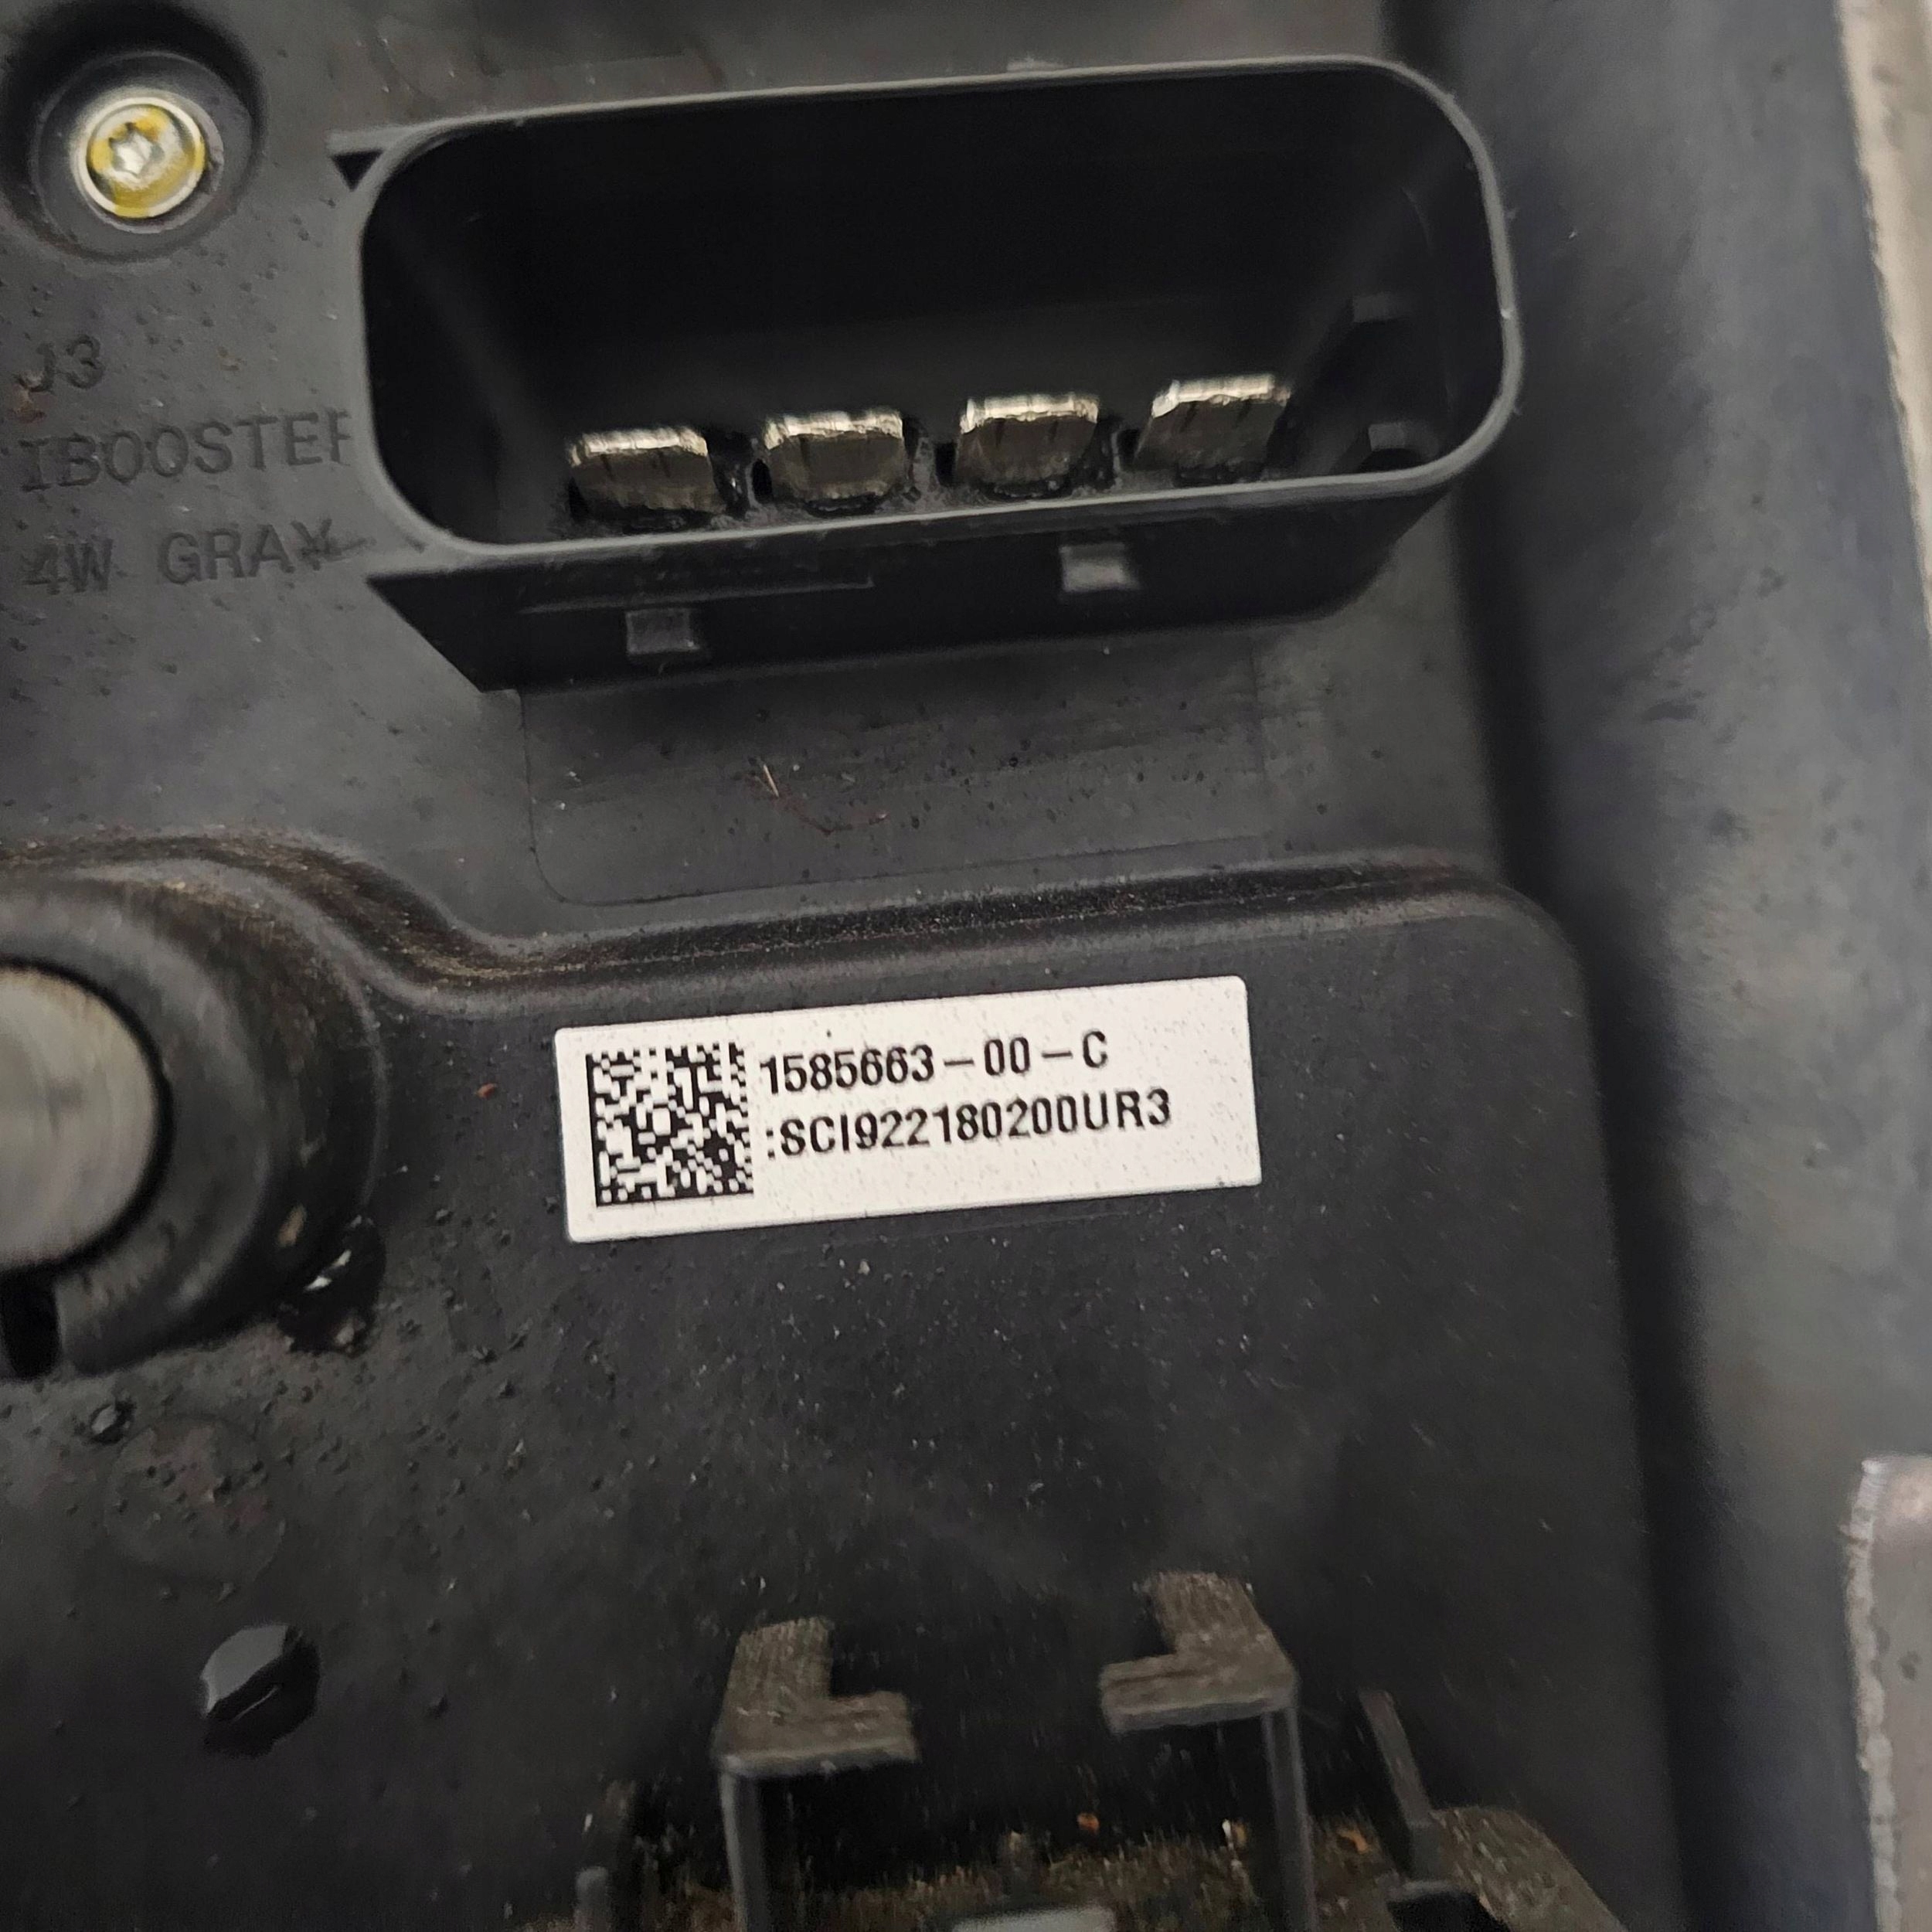 J3
IBOOSTER
4W GRAY
1585663-00-C
:SCI922180200UR3